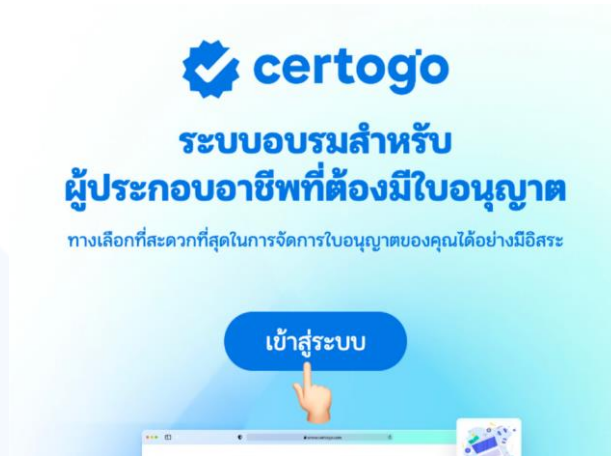 certogo
ระบบอบรมสำหรับ
ผู้ประกอบอาชีพที่ต้องมีใบอนุญาต
ทางเลือกที่สะดวกที่สุดในการจัดการใบอนุญาตของคุณได้อย่างมีอิสระ
เข้าสู่ระบบ